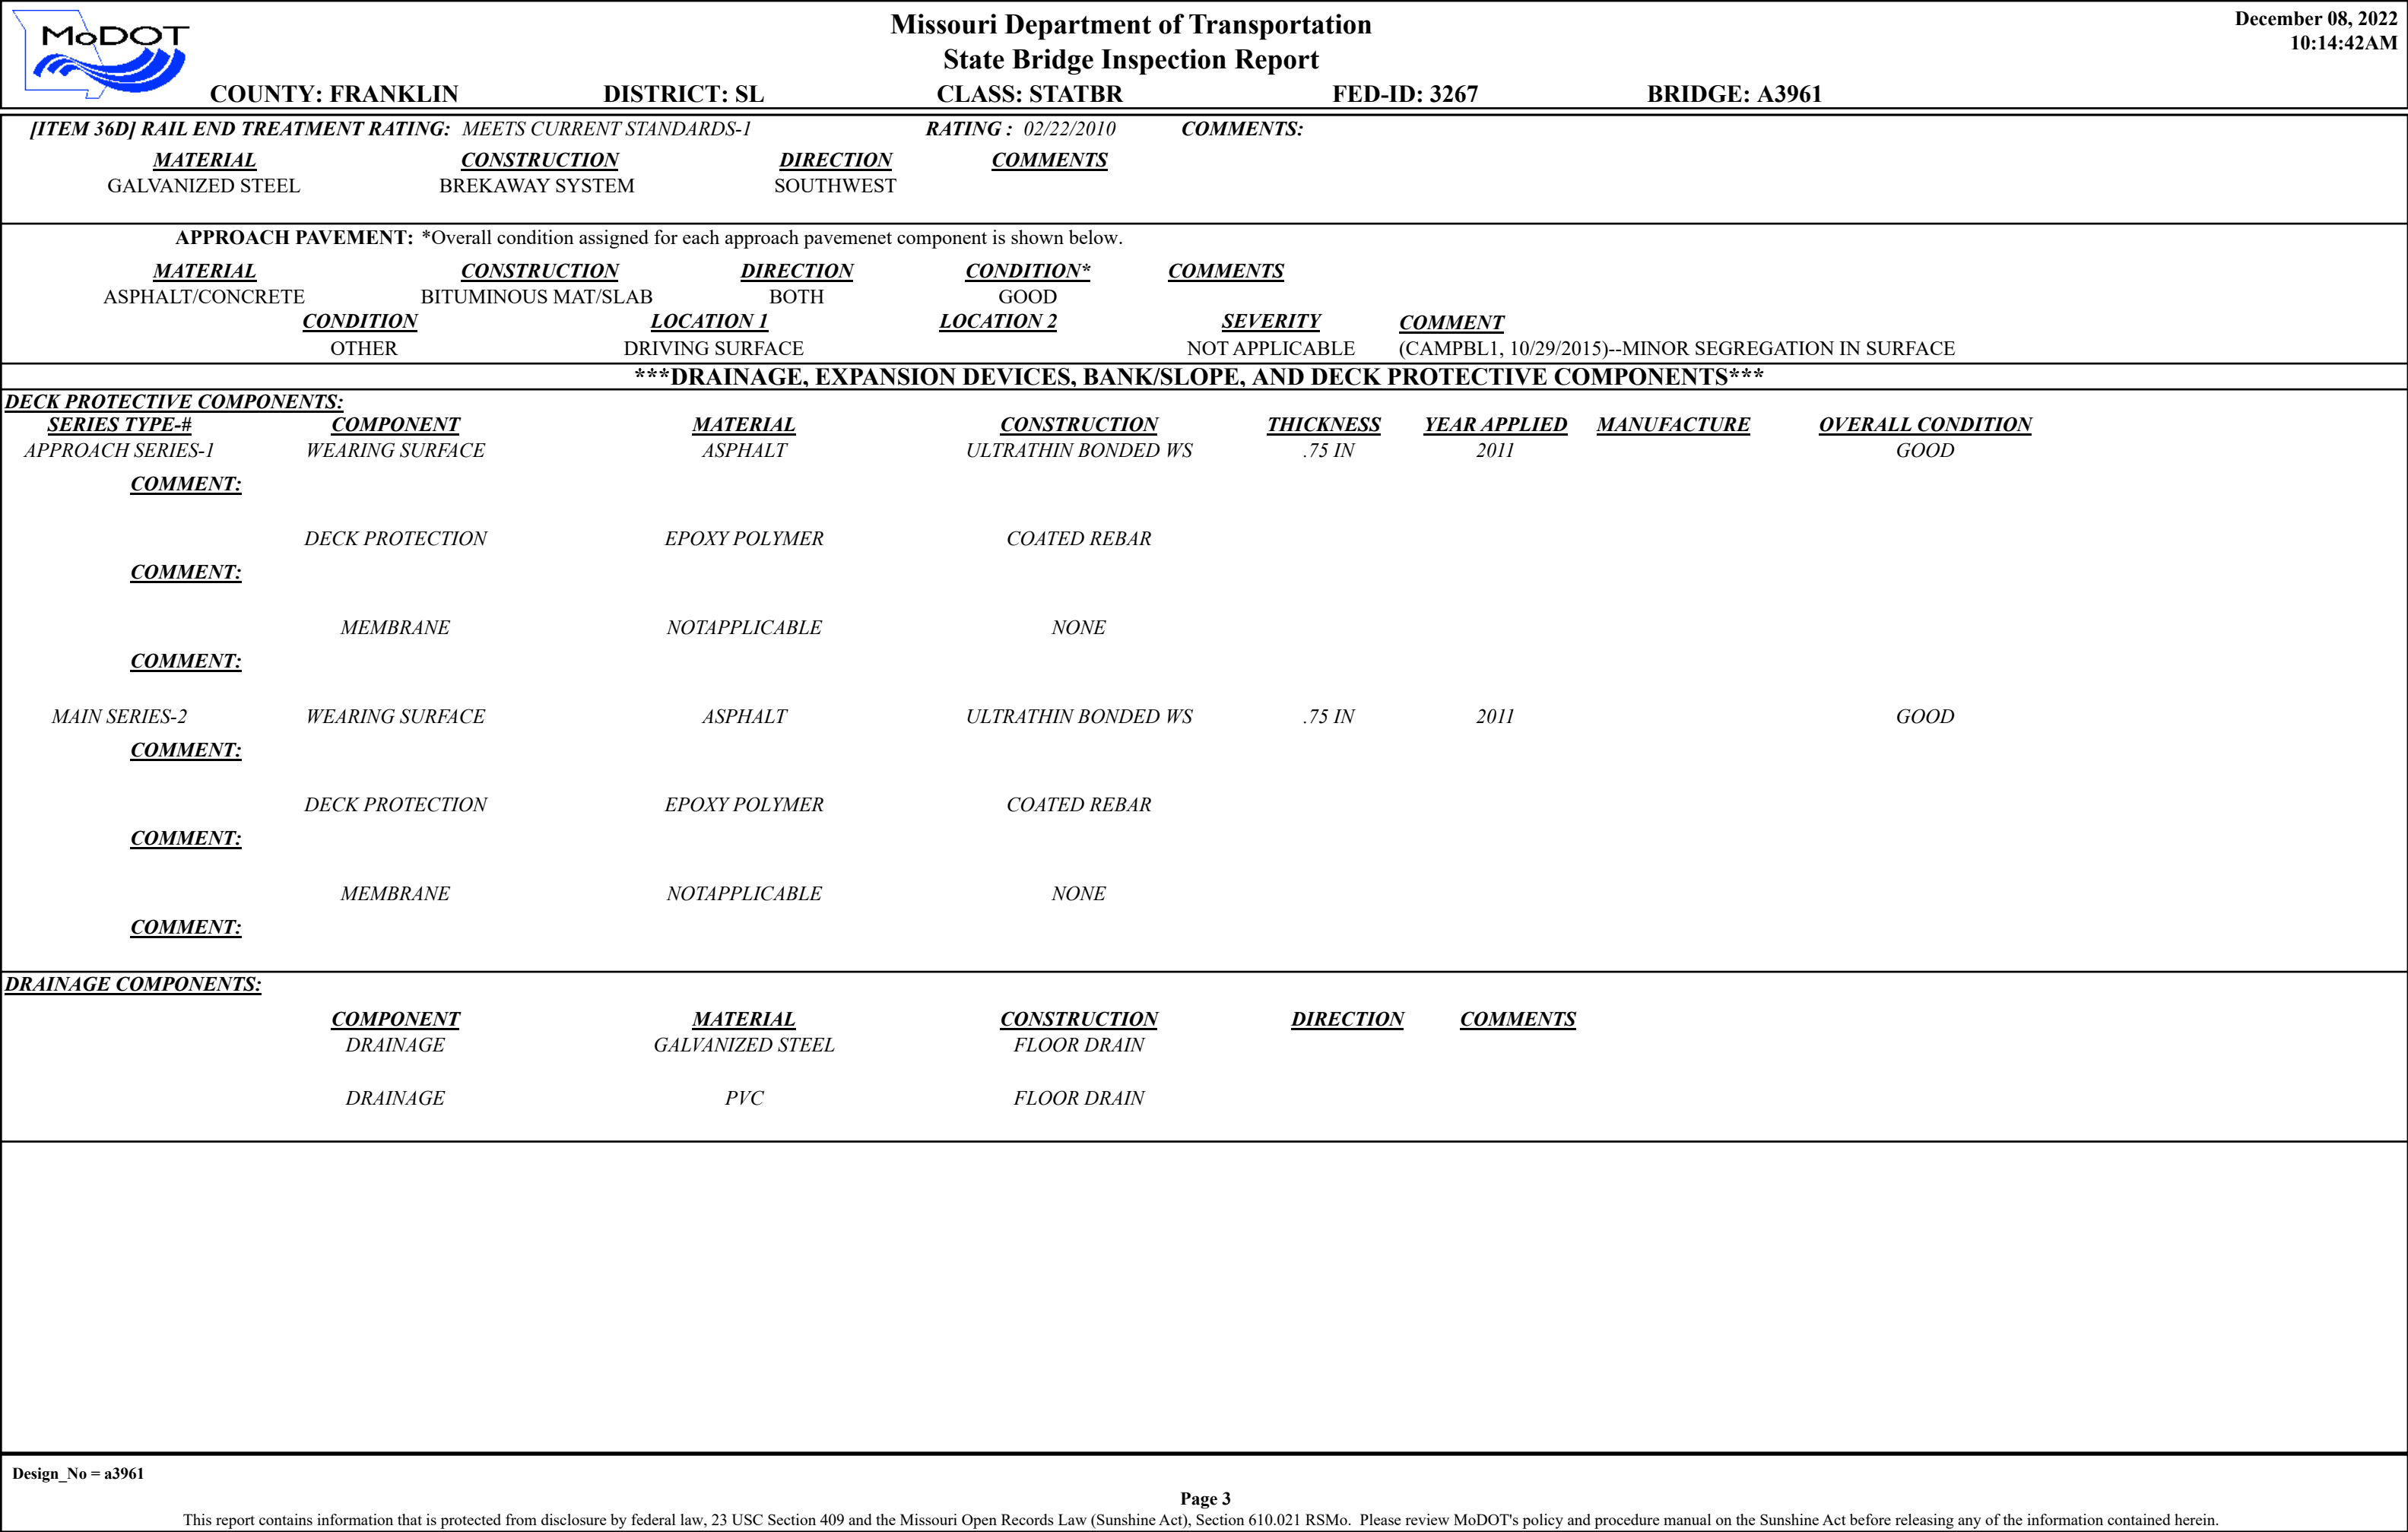 MoDOT
Missouri Department of Transportation
State Bridge Inspection Report
December 08, 2022
10:14:42AM
COUNTY: FRANKLIN DISTRICT: SL CLASS: STATBR FED-ID: 3267 BRIDGE: A3961
[ITEM 36D] RAIL END TREATMENT RATING: MEETS CURRENT STANDARDS-1 RATING : 02/22/2010 COMMENTS:
MATERIAL CONSTRUCTION DIRECTION COMMENTS
GALVANIZED STEEL BREKAWAY SYSTEM SOUTHWEST
APPROACH PAVEMENT: *Overall condition assigned for each approach pavemenet component is shown below.
MATERIAL CONSTRUCTION DIRECTION CONDITION* COMMENTS
ASPHALT/CONCRETE BITUMINOUS MAT/SLAB BOTH GOOD
CONDITION LOCATION 1 LOCATION 2 SEVERITY COMMENT
OTHER DRIVING SURFACE NOT APPLICABLE (CAMPBL1, 10/29/2015)--MINOR SEGREGATION IN SURFACE
***DRAINAGE, EXPANSION DEVICES, BANK/SLOPE, AND DECK PROTECTIVE COMPONENTS***
DECK PROTECTIVE COMPONENTS:
SERIES TYPE-# COMPONENT MATERIAL CONSTRUCTION THICKNESS YEAR APPLIED MANUFACTURE OVERALL CONDITION
APPROACH SERIES-1 WEARING SURFACE ASPHALT ULTRATHIN BONDED WS .75 IN 2011 GOOD
COMMENT:
DECK PROTECTION EPOXY POLYMER COATED REBAR
COMMENT:
MEMBRANE NOTAPPLICABLE NONE
COMMENT:
MAIN SERIES-2 WEARING SURFACE ASPHALT ULTRATHIN BONDED WS .75 IN 2011 GOOD
COMMENT:
DECK PROTECTION EPOXY POLYMER COATED REBAR
COMMENT:
MEMBRANE NOTAPPLICABLE NONE
COMMENT:
DRAINAGE COMPONENTS:
COMPONENT MATERIAL CONSTRUCTION DIRECTION COMMENTS
DRAINAGE GALVANIZED STEEL FLOOR DRAIN
DRAINAGE PVC FLOOR DRAIN
Design_No = a3961
Page 3
This report contains information that is protected from disclosure by federal law, 23 USC Section 409 and the Missouri Open Records Law (Sunshine Act), Section 610.021 RSMo. Please review MoDOT's policy and procedure manual on the Sunshine Act before releasing any of the information contained herein.